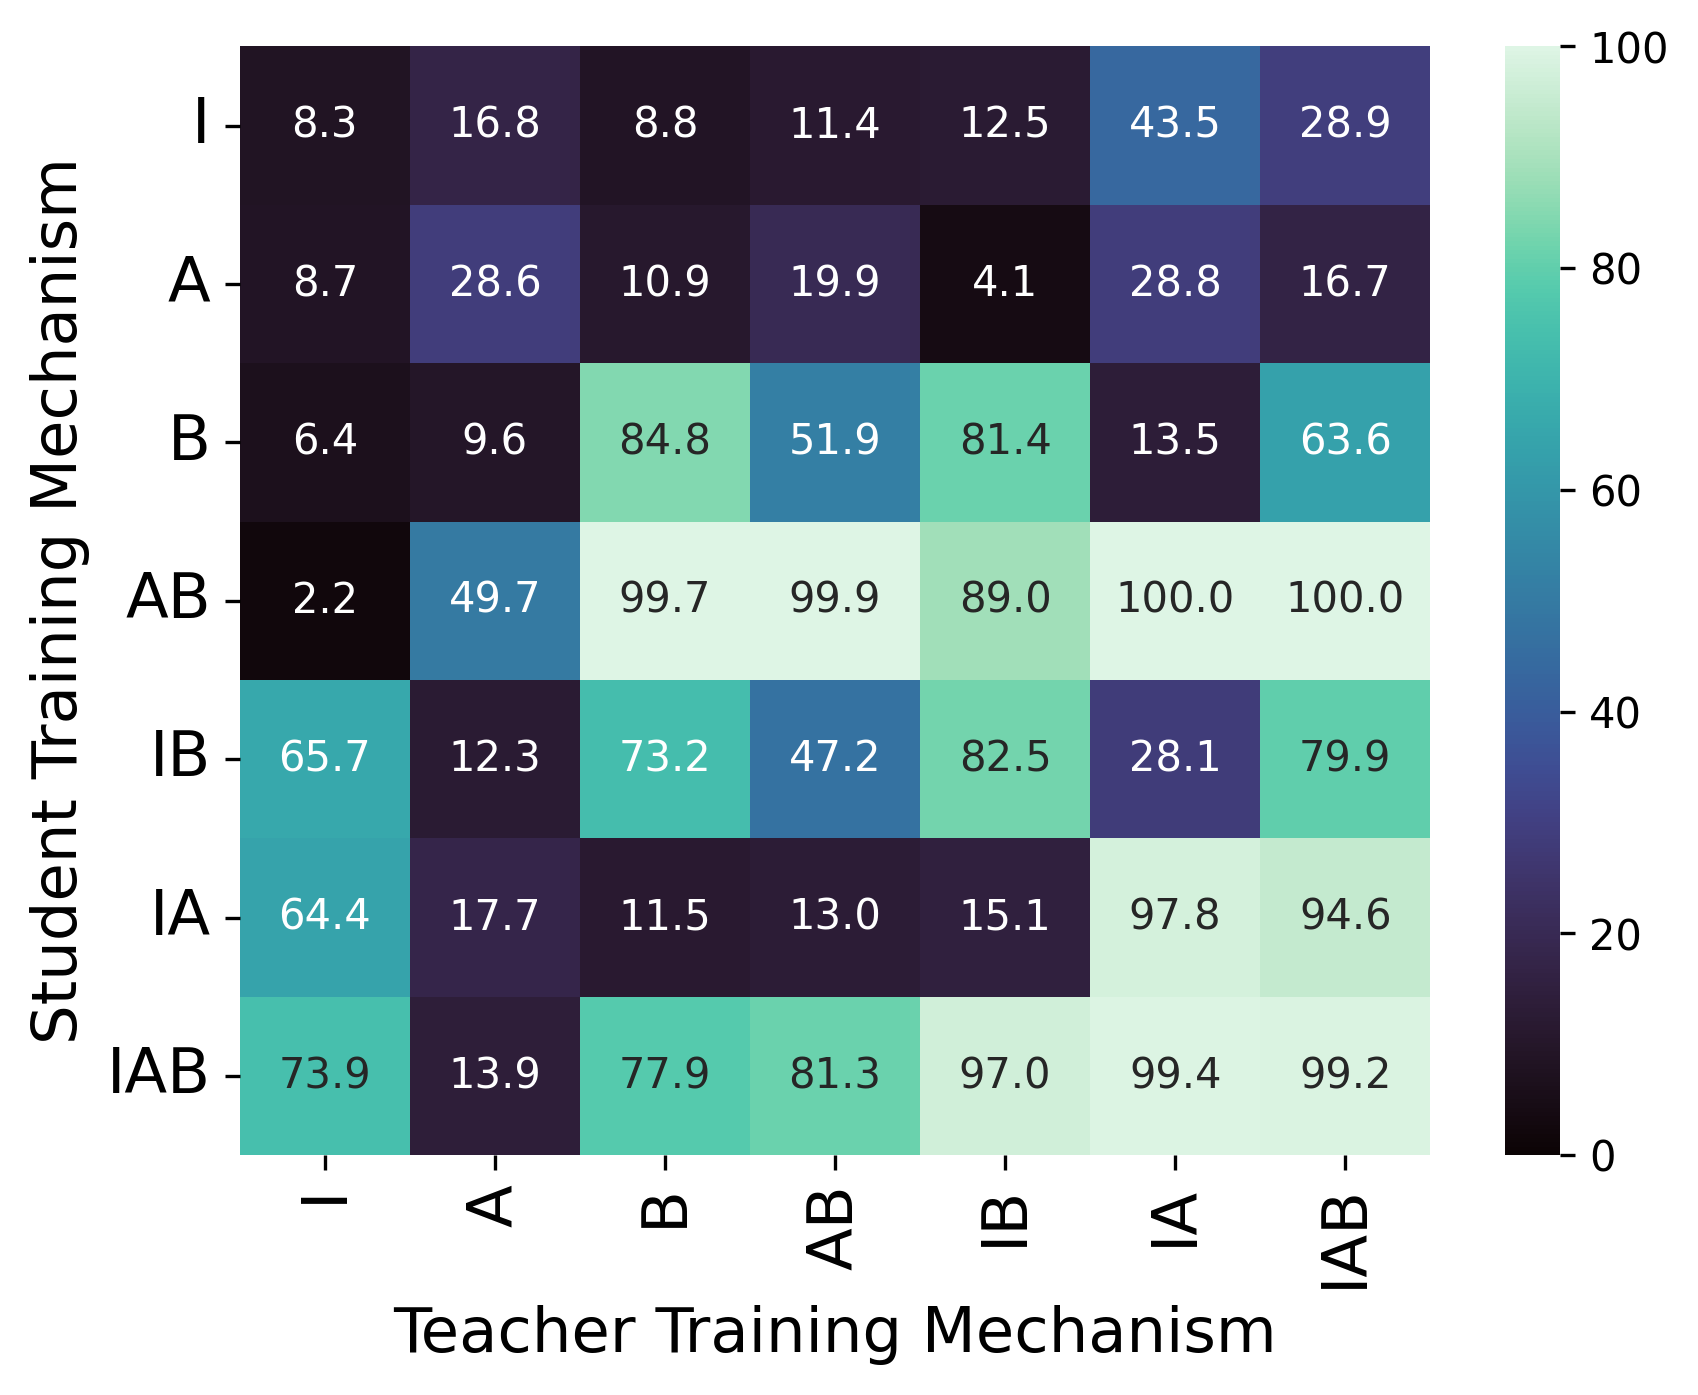 I 8.3 16.8 8.8 11.4 12.5 43.5 28.9
A 8.7 28.6 10.9 19.9 4.1 28.8 16.7
B 6.4 9.6 84.8 51.9 81.4 13.5 63.6
AB 2.2 49.7 99.7 99.9 89.0 100.0 100.0
IB 65.7 12.3 73.2 47.2 82.5 28.1 79.9
IA 64.4 17.7 11.5 13.0 15.1 97.8 94.6
IAB 73.9 13.9 77.9 81.3 97.0 99.4 99.2
I A B AB IB IA IAB
Teacher Training Mechanism
Student Training Mechanism
100
80
60
40
20
0